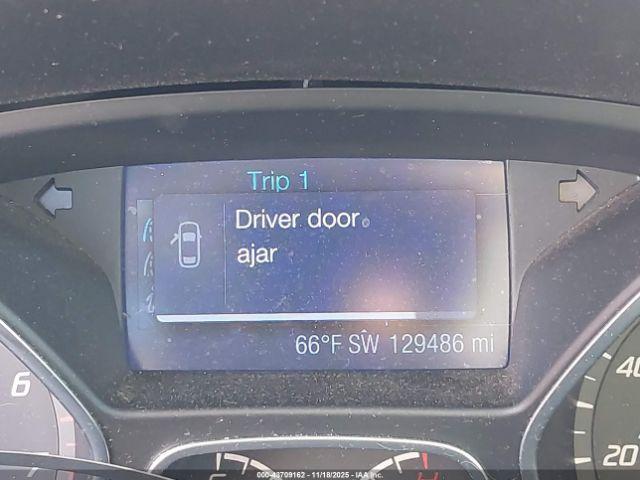 Trip 1
Driver door
ajar
66°F SW 129486 mi
6
7
40
20
F
H
000-43709162 - 11/18/2025 - IAA Inc.